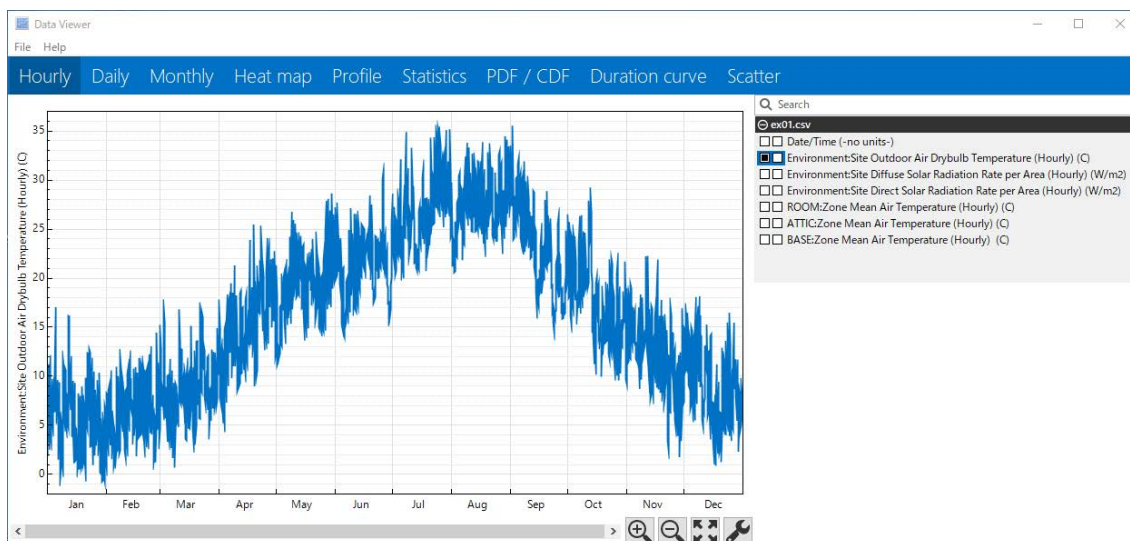 Data Viewer
File Help
Hourly Daily Monthly Heat map Profile Statistics PDF / CDF Duration curve Scatter
Environment:Site Outdoor Air Drybulb Temperature (Hourly) (C)
35
30
25
20
15
10
5
0
Jan Feb Mar Apr May Jun Jul Aug Sep Oct Nov Dec
Search
ex01.csv
Date/Time (-no units-)
Environment:Site Outdoor Air Drybulb Temperature (Hourly) (C)
Environment:Site Diffuse Solar Radiation Rate per Area (Hourly) (W/m2)
Environment:Site Direct Solar Radiation Rate per Area (Hourly) (W/m2)
ROOM:Zone Mean Air Temperature (Hourly) (C)
ATTIC:Zone Mean Air Temperature (Hourly) (C)
BASE:Zone Mean Air Temperature (Hourly) (C)